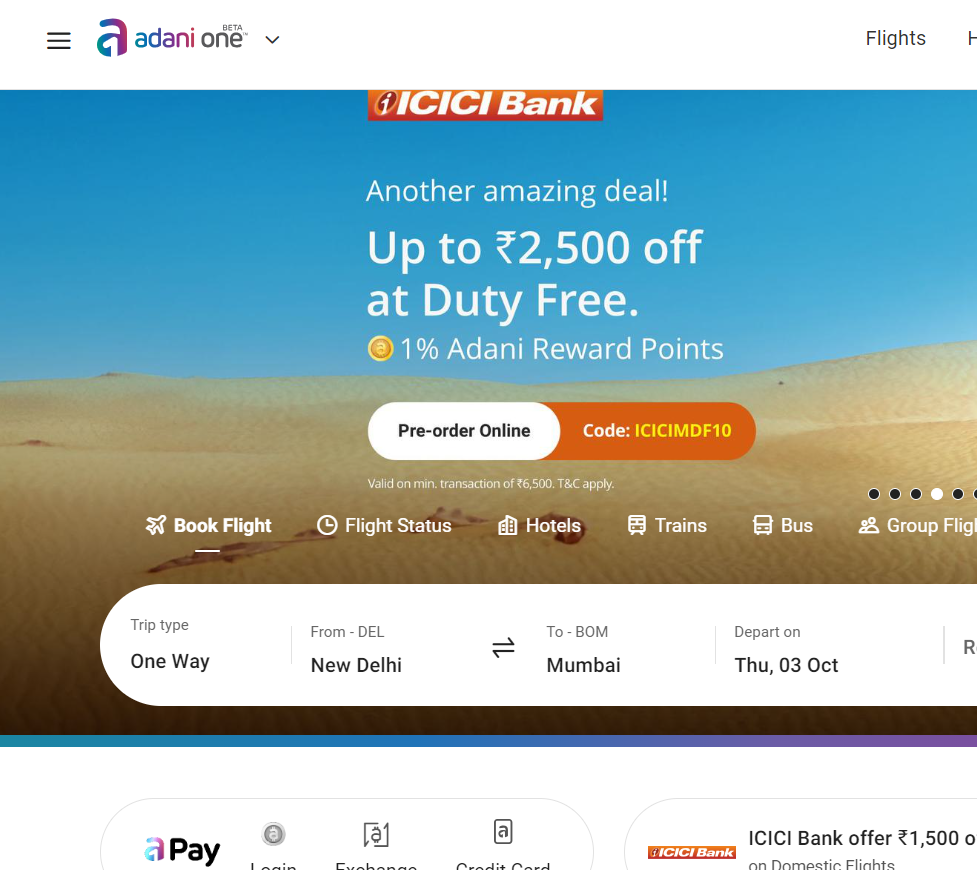 adani one
BETA
™
Flights
H
ICICI Bank
Another amazing deal!
Up to ₹2,500 off
at Duty Free.
1% Adani Reward Points
Pre-order Online
Code: ICICIMDF10
Valid on min. transaction of ₹6,500. T&C apply.
Book Flight
Flight Status
Hotels
Trains
Bus
Group Fligh
Trip type
One Way
From - DEL
New Delhi
To - BOM
Mumbai
Depart on
Thu, 03 Oct
Re
a Pay
Login
Exchange
Credit Card
ICICI Bank
ICICI Bank offer ₹1,500 o
on Domestic Flights